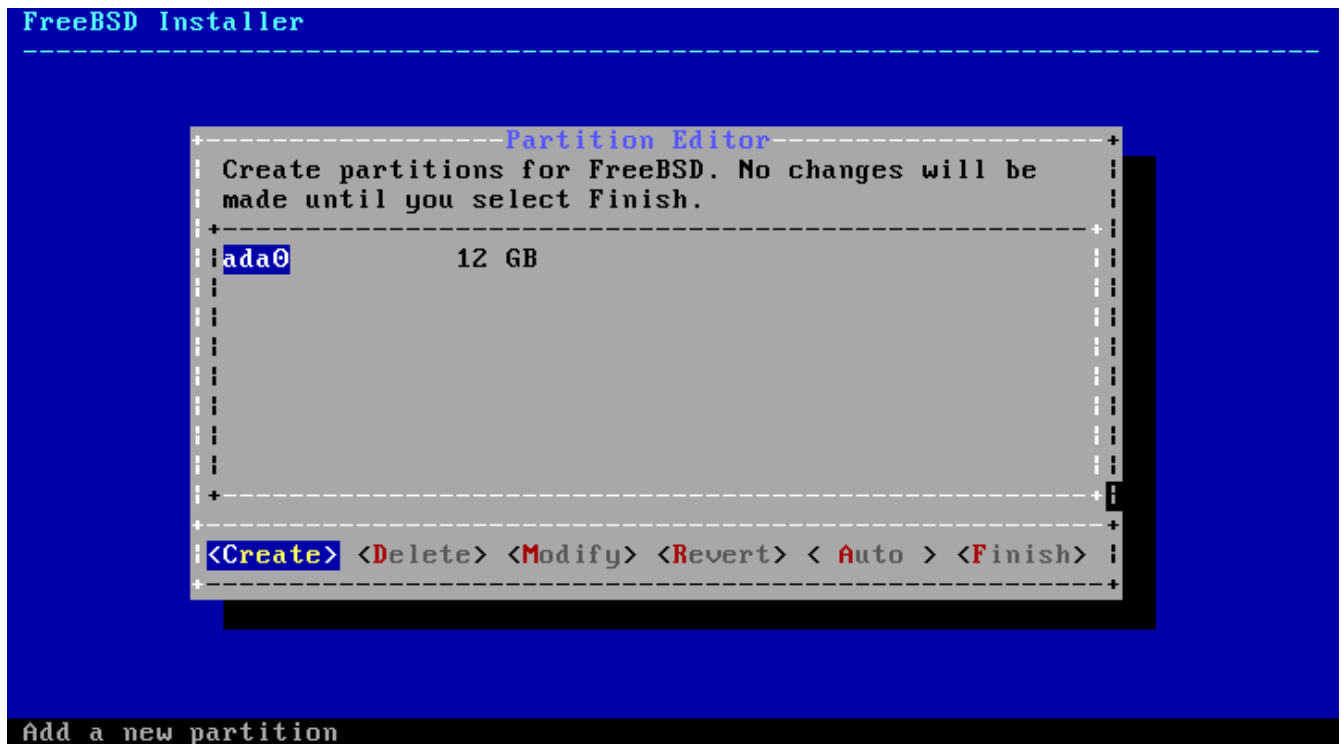 FreeBSD Installer
Partition Editor
Create partitions for FreeBSD. No changes will be
made until you select Finish.
ada0 12 GB
<Create> <Delete> <Modify> <Revert> < Auto > <Finish>
Add a new partition